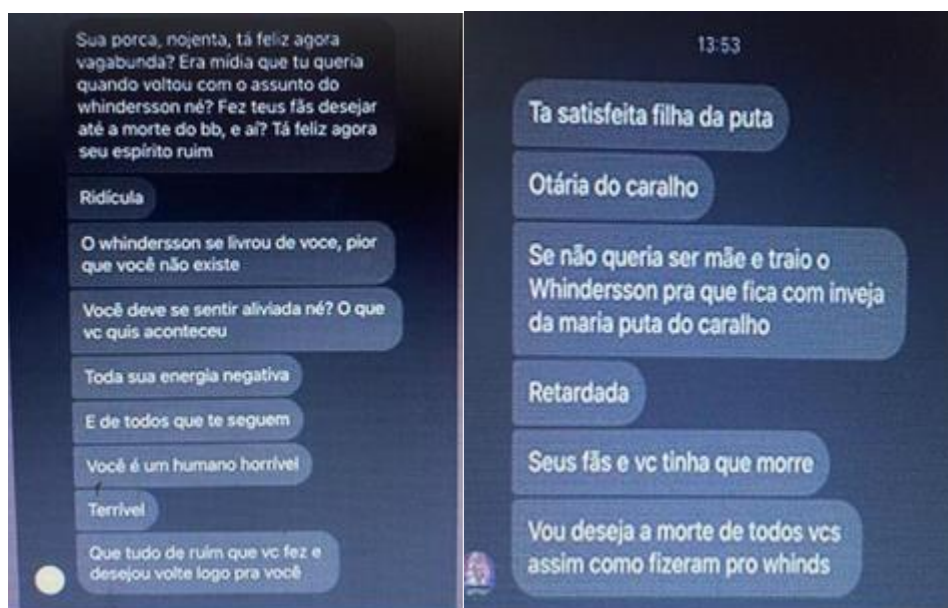 Sua porca, nojenta, tá feliz agora
vagabunda? Era mídia que tu queria
quando voltou com o assunto do
whindersson né? Fez teus fãs desejar
até a morte do bb, e aí? Tá feliz agora
seu espírito ruim
Ridícula
O whindersson se livrou de voce, pior
que você não existe
Você deve se sentir aliviada né? O que
vc quis aconteceu
Toda sua energia negativa
E de todos que te seguem
Você é um humano horrível
Terrível
Que tudo de ruim que vc fez e
desejou volte logo pra você
13:53
Ta satisfeita filha da puta
Otária do caralho
Se não queria ser mãe e traio o
Whindersson pra que fica com inveja
da maria puta do caralho
Retardada
Seus fãs e vc tinha que morre
Vou deseja a morte de todos vcs
assim como fizeram pro whinds